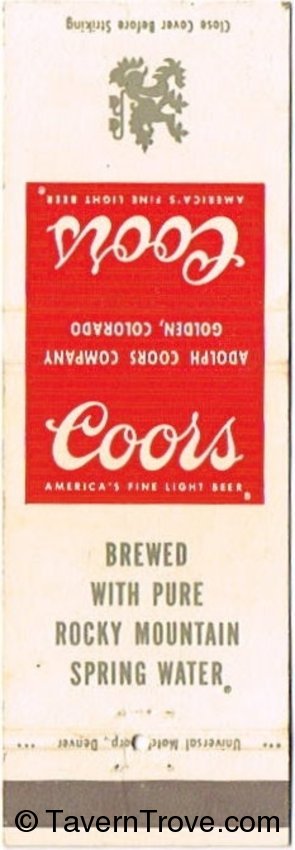 Close Cover Before Striking
AMERICA'S FINE LIGHT BEER®
Coors
GOLDEN, COLORADO
ADOLPH COORS COMPANY
Coors
AMERICA'S FINE LIGHT BEER®
BREWED
WITH PURE
ROCKY MOUNTAIN
SPRING WATER®
*** Universal Match Corp., Denver ***
© TavernTrove.com